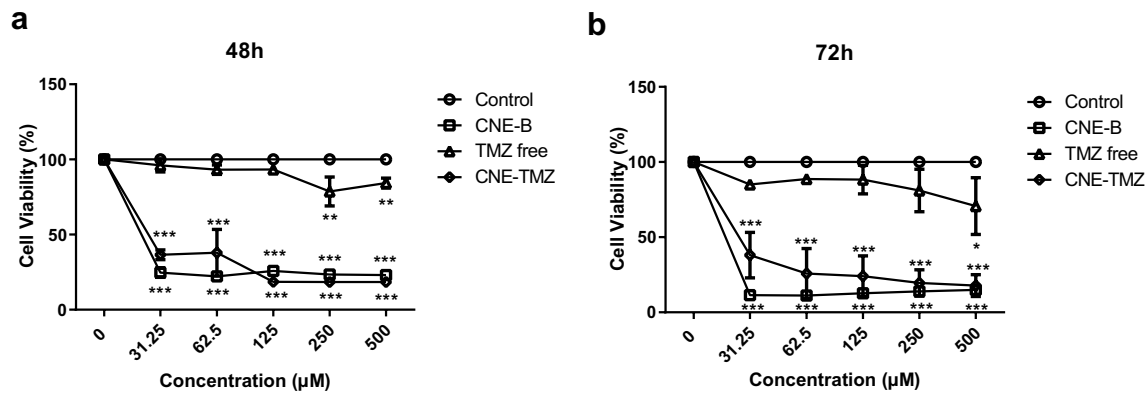 a
48h
Cell Viability (%)
150
100
50
0
***
***
***
***
***
***
***
***
***
***
**
**
0
31.25
62.5
125
250
500
Concentration (µM)
Control
CNE-B
TMZ free
CNE-TMZ
b
72h
Cell Viability (%)
150
100
50
0
***
***
***
***
***
***
***
***
***
***
*
0
31.25
62.5
125
250
500
Concentration (µM)
Control
CNE-B
TMZ free
CNE-TMZ